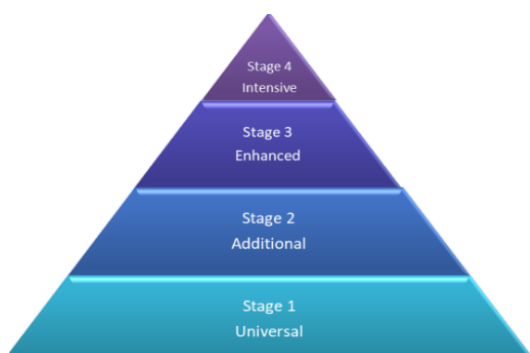 Stage 4
Intensive
Stage 3
Enhanced
Stage 2
Additional
Stage 1
Universal